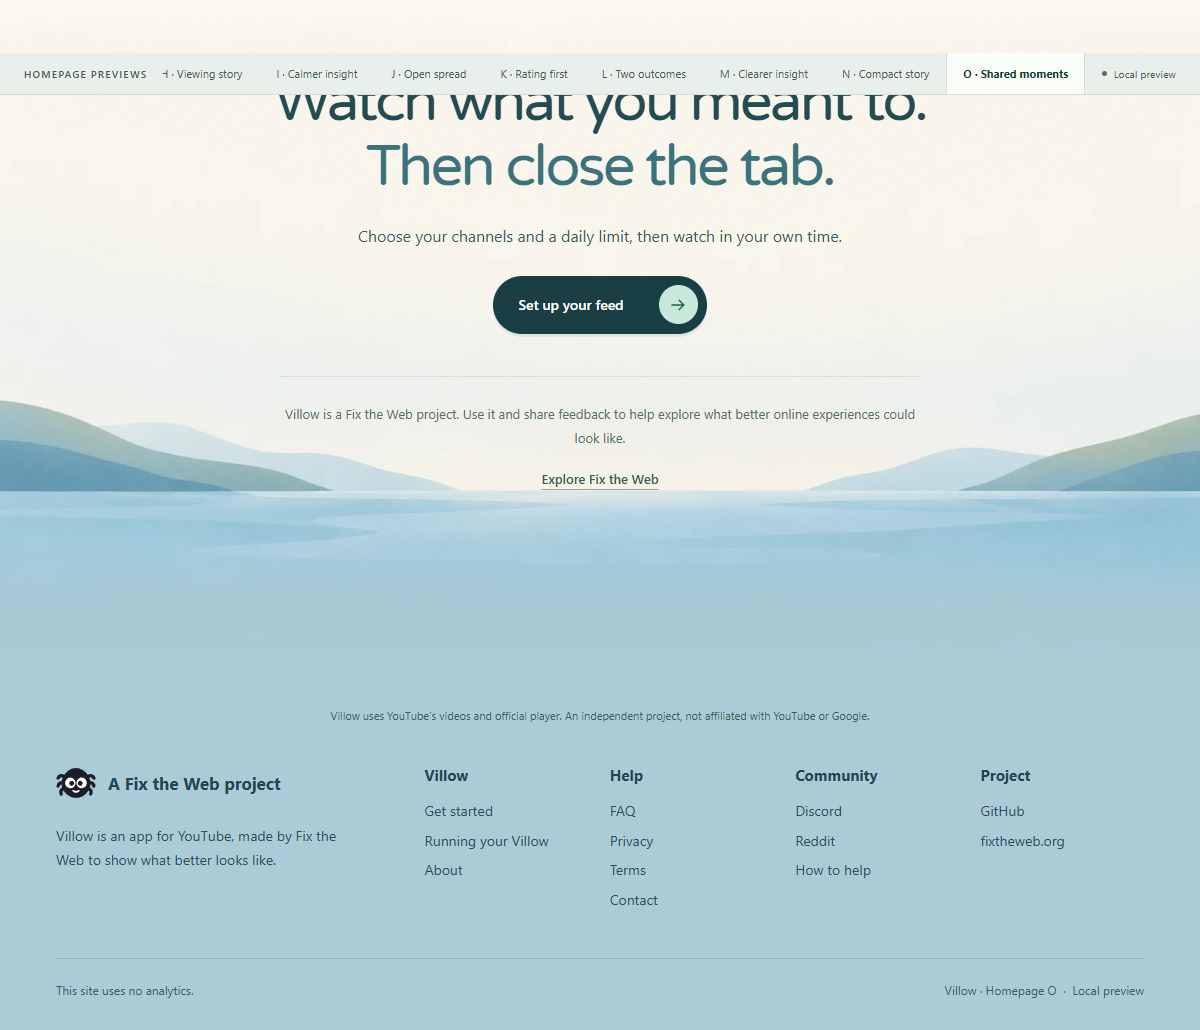 HOMEPAGE PREVIEWS
H · Viewing story
I · Calmer insight
J · Open spread
K · Rating first
L · Two outcomes
M · Clearer insight
N · Compact story
O · Shared moments
Local preview
Watch what you meant to.
Then close the tab.
Choose your channels and a daily limit, then watch in your own time.
Set up your feed
Villow is a Fix the Web project. Use it and share feedback to help explore what better online experiences could
look like.
Explore Fix the Web
Villow uses YouTube's videos and official player. An independent project, not affiliated with YouTube or Google.
A Fix the Web project
Villow is an app for YouTube, made by Fix the
Web to show what better looks like.
Villow
Get started
Running your Villow
About
Help
FAQ
Privacy
Terms
Contact
Community
Discord
Reddit
How to help
Project
GitHub
fixtheweb.org
This site uses no analytics.
Villow · Homepage O · Local preview